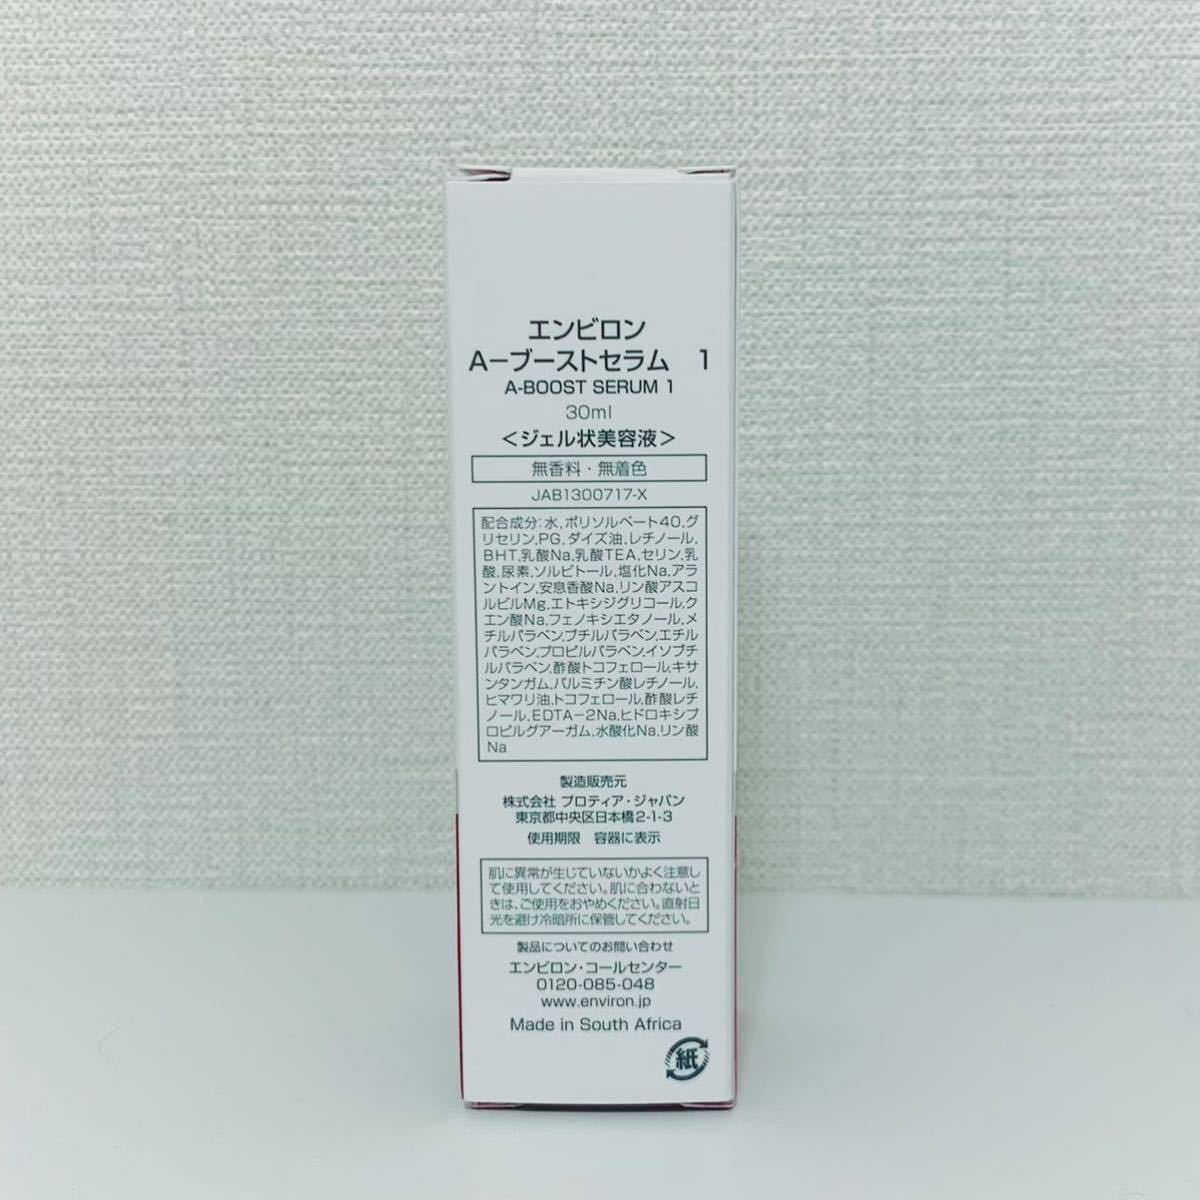 エンビロン
A−ブーストセラム 1
A-BOOST SERUM 1
30ml
＜ジェル状美容液＞
無香料・無着色
JAB1300717-X
配合成分：水,ポリソルベート40,グ
リセリン,PG,ダイズ油,レチノール,
BHT,乳酸Na,乳酸TEA,セリン,乳
酸,尿素,ソルビトール,塩化Na,アラ
ントイン,安息香酸Na,リン酸アスコ
ルビルMg,エトキシジグリコール,ク
エン酸Na,フェノキシエタノール,メ
チルパラベン,ブチルパラベン,エチル
パラベン,プロピルパラベン,イソブチ
ルパラベン,酢酸トコフェロール,キサ
ンタンガム,パルミチン酸レチノール,
ヒマワリ油,トコフェロール,酢酸レチ
ノール,EDTA−2Na,ヒドロキシプ
ロピルグアーガム,水酸化Na,リン酸
Na
製造販売元
株式会社 プロティア・ジャパン
東京都中央区日本橋2-1-3
使用期限 容器に表示
肌に異常が生じていないかよく注意し
て使用してください。肌に合わないと
きは、ご使用をおやめください。直射日
光を避け冷暗所に保管してください。
製品についてのお問い合わせ
エンビロン・コールセンター
0120-085-048
www.environ.jp
Made in South Africa
紙